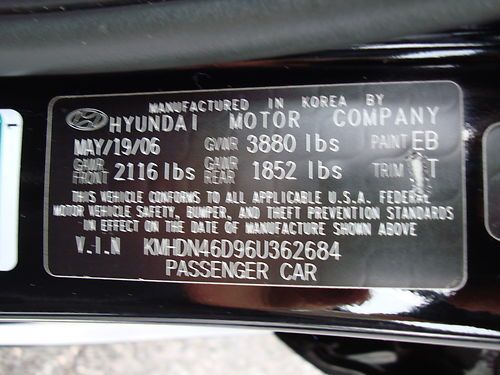 MANUFACTURED IN KOREA BY
HYUNDAI MOTOR COMPANY
MAY/19/06 GVWR 3880 lbs PAINT EB
GAWR FRONT 2116 lbs GAWR REAR 1852 lbs TRIM T
THIS VEHICLE CONFORMS TO ALL APPLICABLE U.S.A. FEDERAL
MOTOR VEHICLE SAFETY, BUMPER, AND THEFT PREVENTION STANDARDS
IN EFFECT ON THE DATE OF MANUFACTURE SHOWN ABOVE
V.I.N KMHDN46D96U362684
PASSENGER CAR